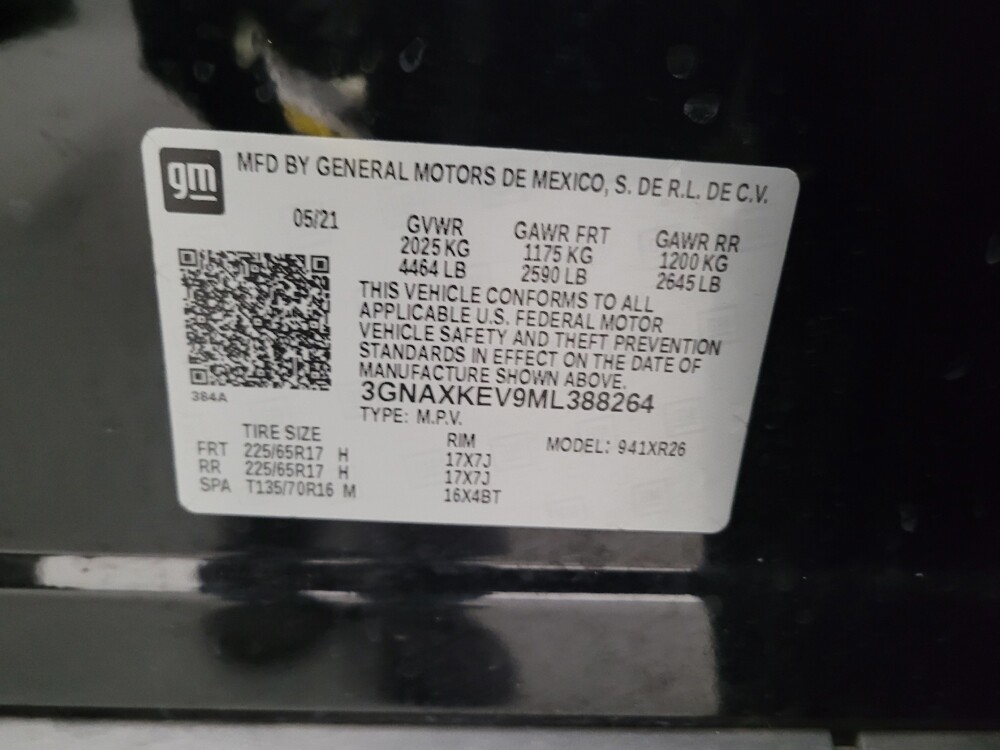 gm
MFD BY GENERAL MOTORS DE MEXICO, S. DE R.L. DE C.V.
05/21
GVWR GAWR FRT GAWR RR
2025 KG 1175 KG 1200 KG
4464 LB 2590 LB 2645 LB
THIS VEHICLE CONFORMS TO ALL
APPLICABLE U.S. FEDERAL MOTOR
VEHICLE SAFETY AND THEFT PREVENTION
STANDARDS IN EFFECT ON THE DATE OF
MANUFACTURE SHOWN ABOVE.
384A
3GNAXKEV9ML388264
TYPE: M.P.V.
TIRE SIZE RIM MODEL: 941XR26
FRT 225/65R17 H 17X7J
RR 225/65R17 H 17X7J
SPA T135/70R16 M 16X4BT